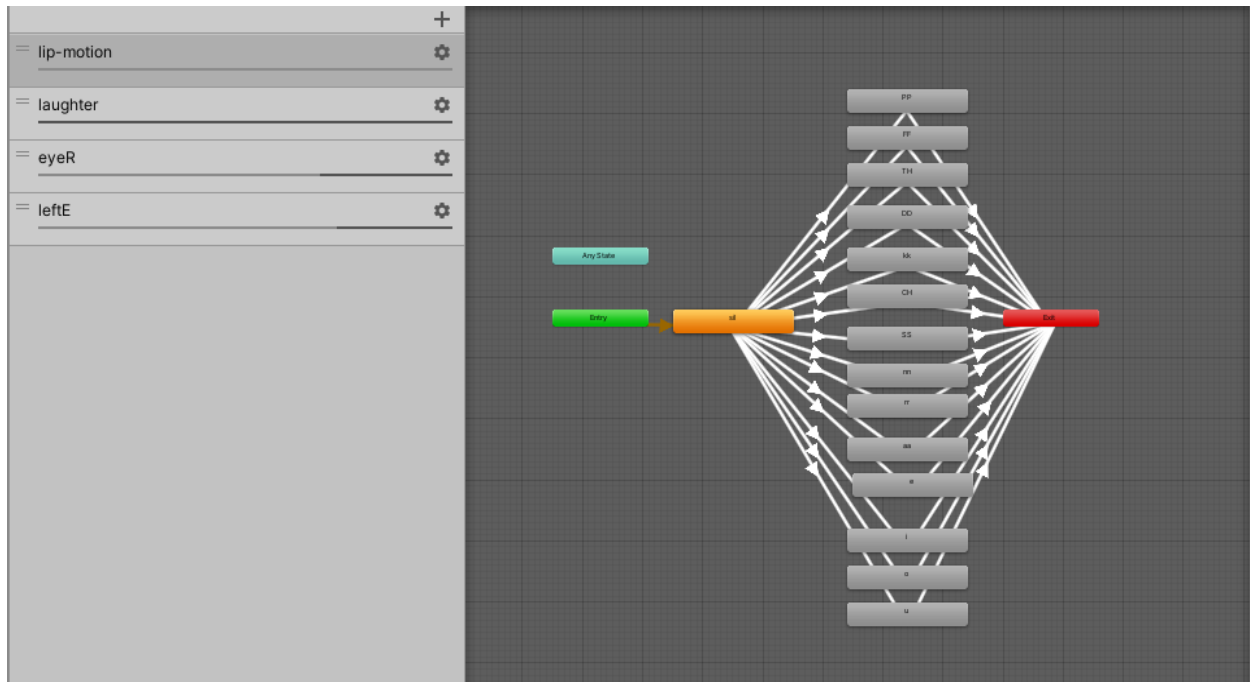 lip-motion
laughter
eyeR
leftE
PP
FF
TH
DD
kk
Any State
CH
Entry
sil
Exit
SS
nn
rr
aa
e
i
o
u